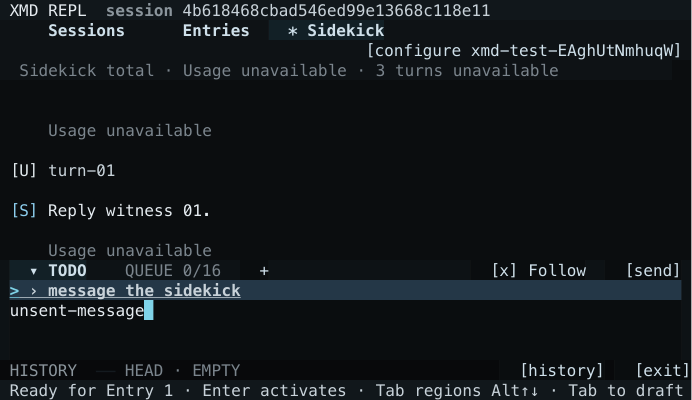 XMD REPL  session 4b618468cbad546ed99e13668c118e11
Sessions      Entries    ∗ Sidekick
[configure xmd-test-EAghUtNmhuqW]
Sidekick total · Usage unavailable · 3 turns unavailable
Usage unavailable
[U] turn-01
[S] Reply witness 01.
Usage unavailable
▾ TODO    QUEUE 0/16    +    [x] Follow    [send]
> › message the sidekick
unsent-message
HISTORY  —— HEAD · EMPTY    [history]   [exit]
Ready for Entry 1 · Enter activates · Tab regions Alt↑↓ · Tab to draft